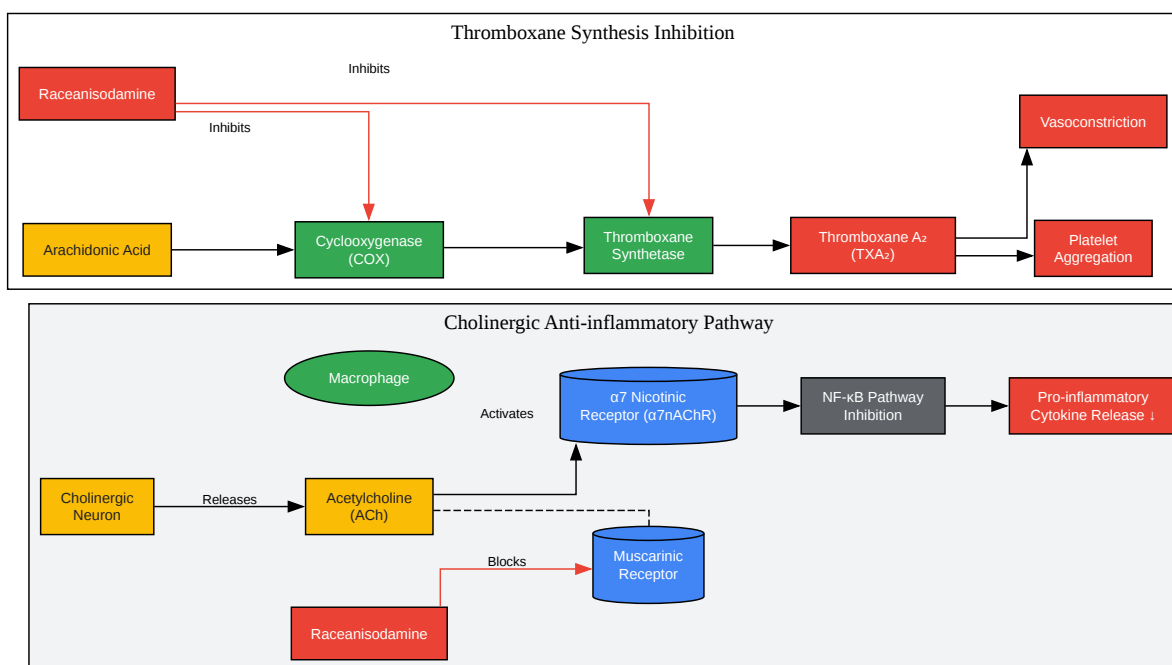 Thromboxane Synthesis Inhibition
Inhibits
Raceanisodamine
Inhibits
Vasoconstriction
Arachidonic Acid
Cyclooxygenase
(COX)
Thromboxane
Synthetase
Thromboxane A₂
(TXA₂)
Platelet
Aggregation
Cholinergic Anti-inflammatory Pathway
Macrophage
Activates
α7 Nicotinic
Receptor (α7nAChR)
NF-κB Pathway
Inhibition
Pro-inflammatory
Cytokine Release ↓
Cholinergic
Neuron
Releases
Acetylcholine
(ACh)
Blocks
Muscarinic
Receptor
Raceanisodamine